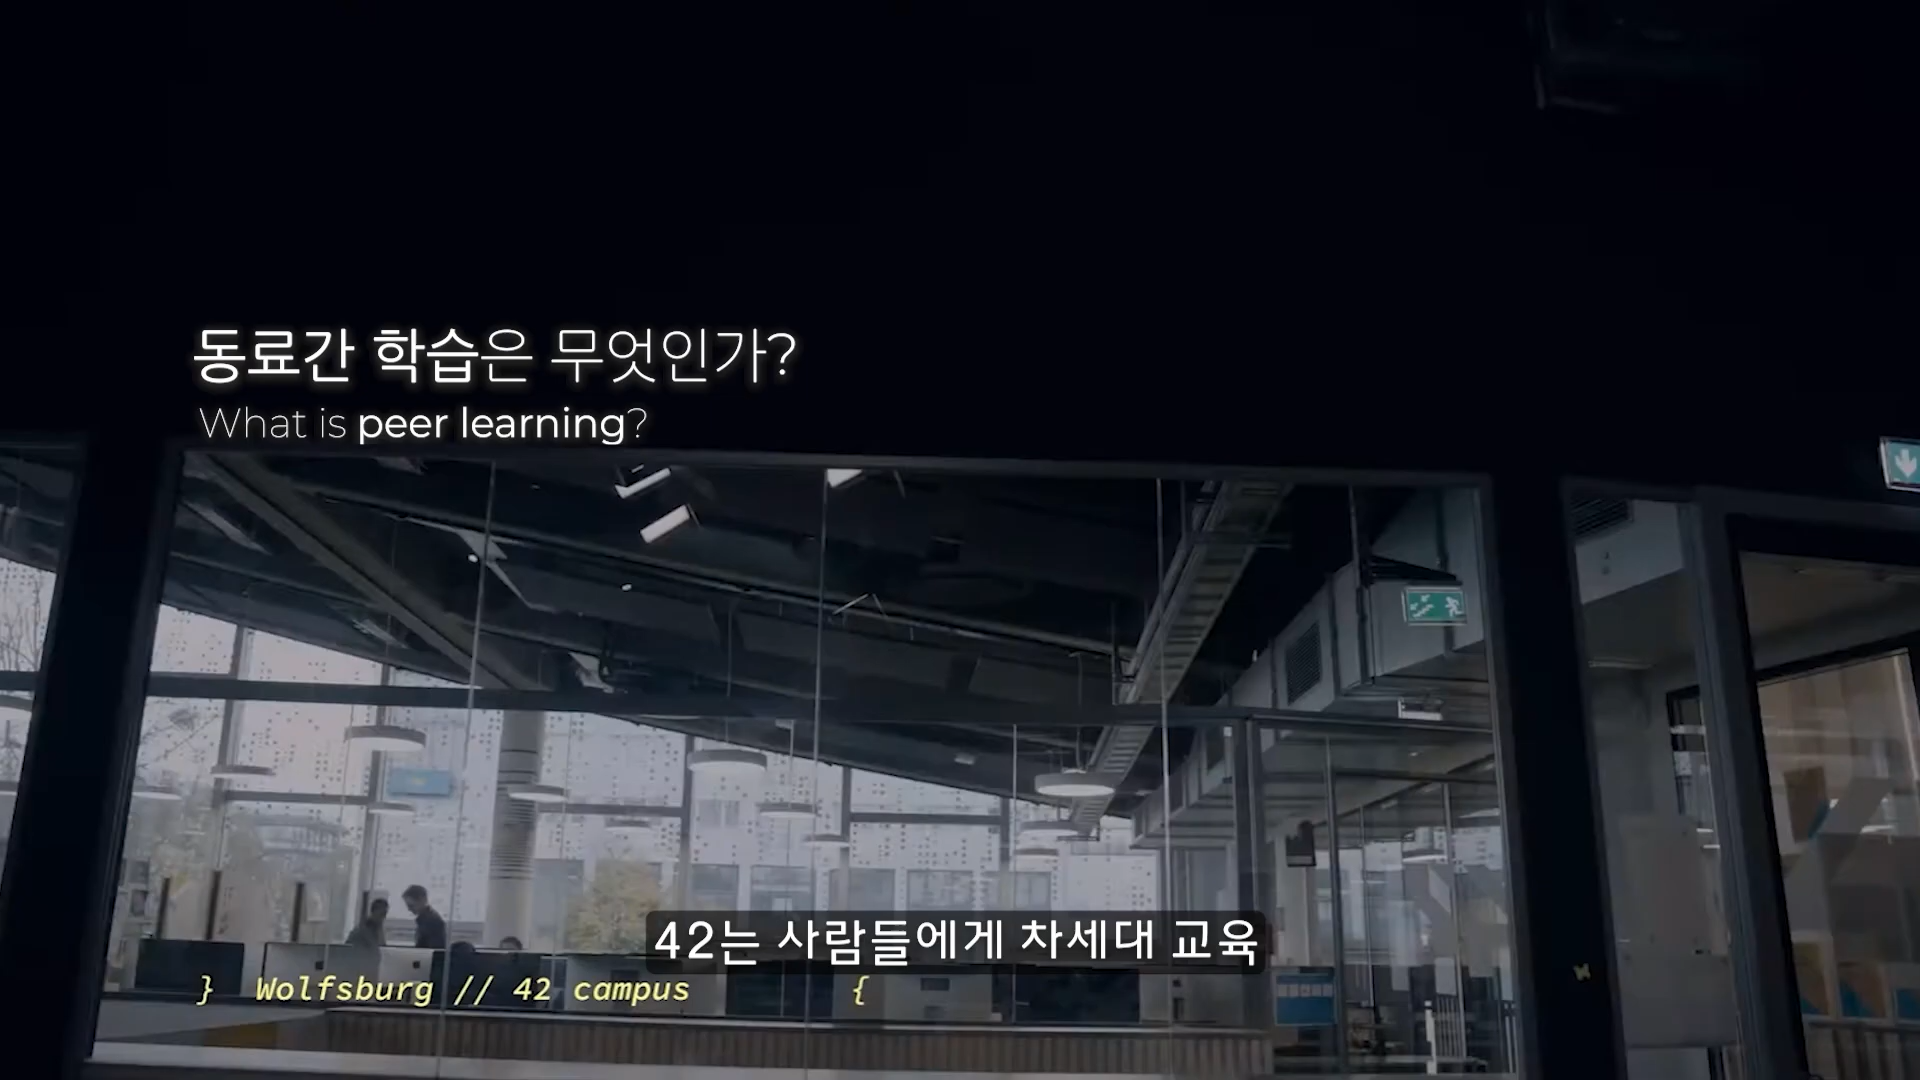 동료간 학습은 무엇인가?
What is peer learning?
42는 사람들에게 차세대 교육
} Wolfsburg // 42 campus {